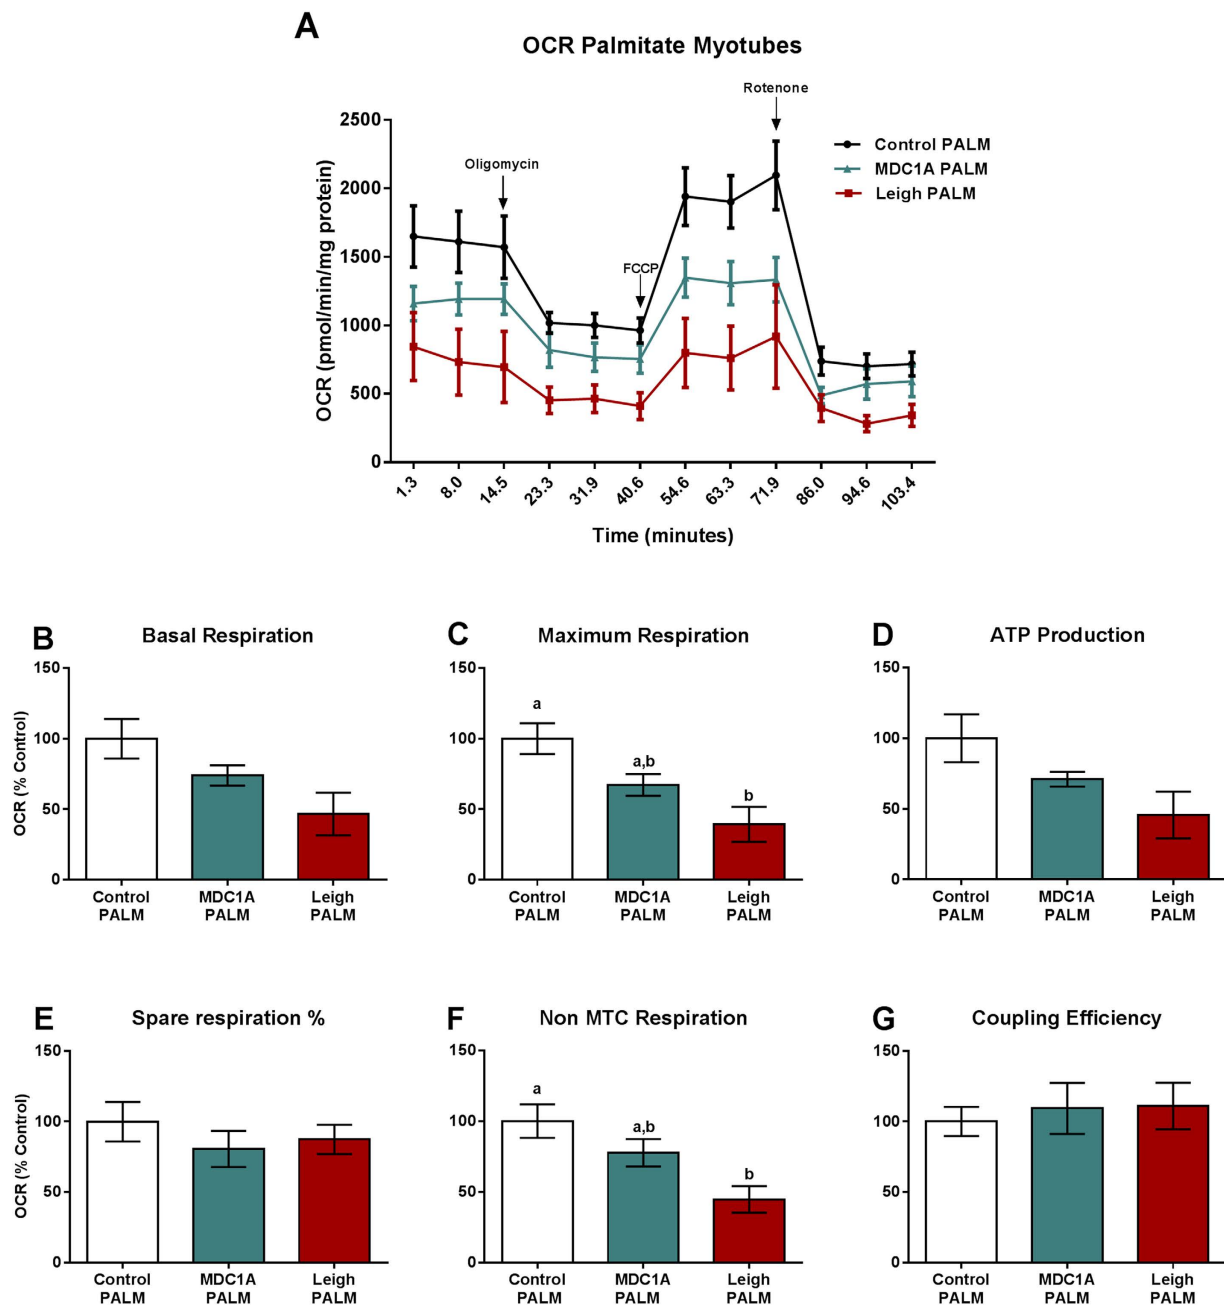 A
OCR Palmitate Myotubes
Rotenone
Oligomycin
FCCP
Control PALM
MDC1A PALM
Leigh PALM
OCR (pmol/min/mg protein)
2500
2000
1500
1000
500
0
1.3 8.0 14.5 23.3 31.9 40.6 54.6 63.3 71.9 86.0 94.6 103.4
Time (minutes)
B
Basal Respiration
OCR (% Control)
150
100
50
0
Control PALM
MDC1A PALM
Leigh PALM
C
Maximum Respiration
150
100
50
0
a
a,b
b
Control PALM
MDC1A PALM
Leigh PALM
D
ATP Production
150
100
50
0
Control PALM
MDC1A PALM
Leigh PALM
E
Spare respiration %
OCR (% Control)
150
100
50
0
Control PALM
MDC1A PALM
Leigh PALM
F
Non MTC Respiration
150
100
50
0
a
a,b
b
Control PALM
MDC1A PALM
Leigh PALM
G
Coupling Efficiency
150
100
50
0
Control PALM
MDC1A PALM
Leigh PALM